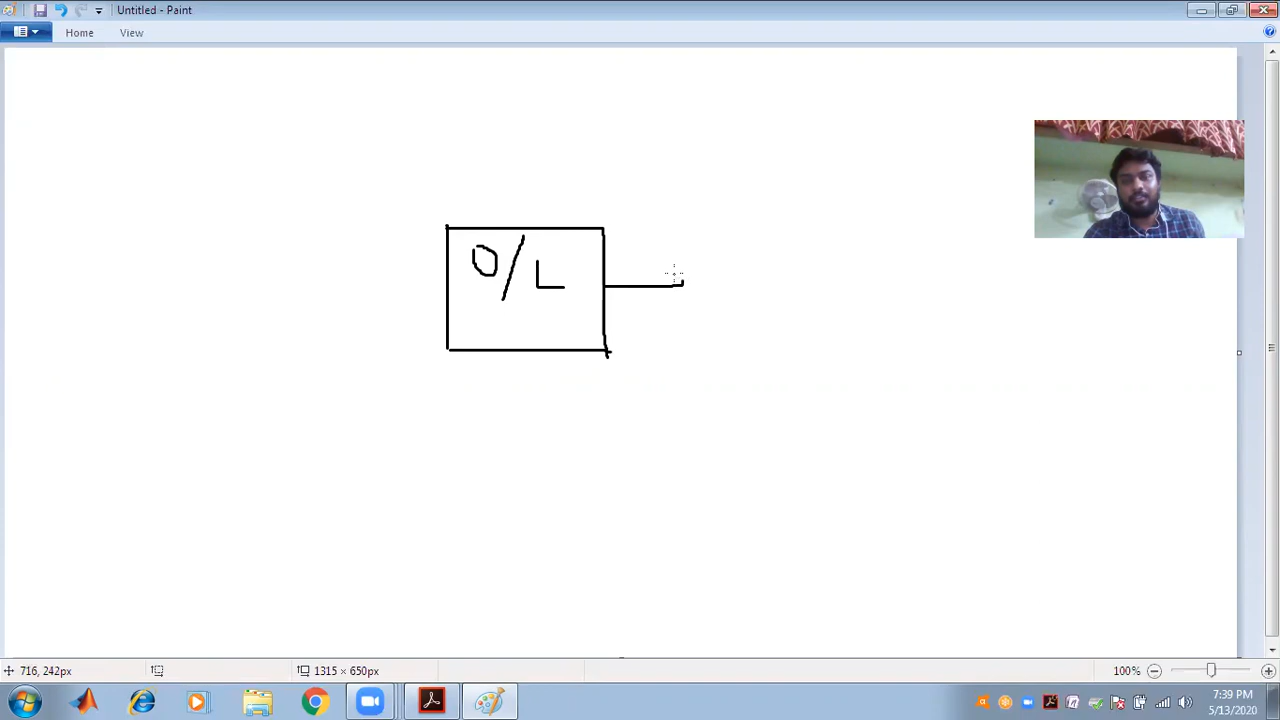 Untitled - Paint
Home View
O/L
716, 242px
1315 × 650px
100%
7:39 PM
5/13/2020